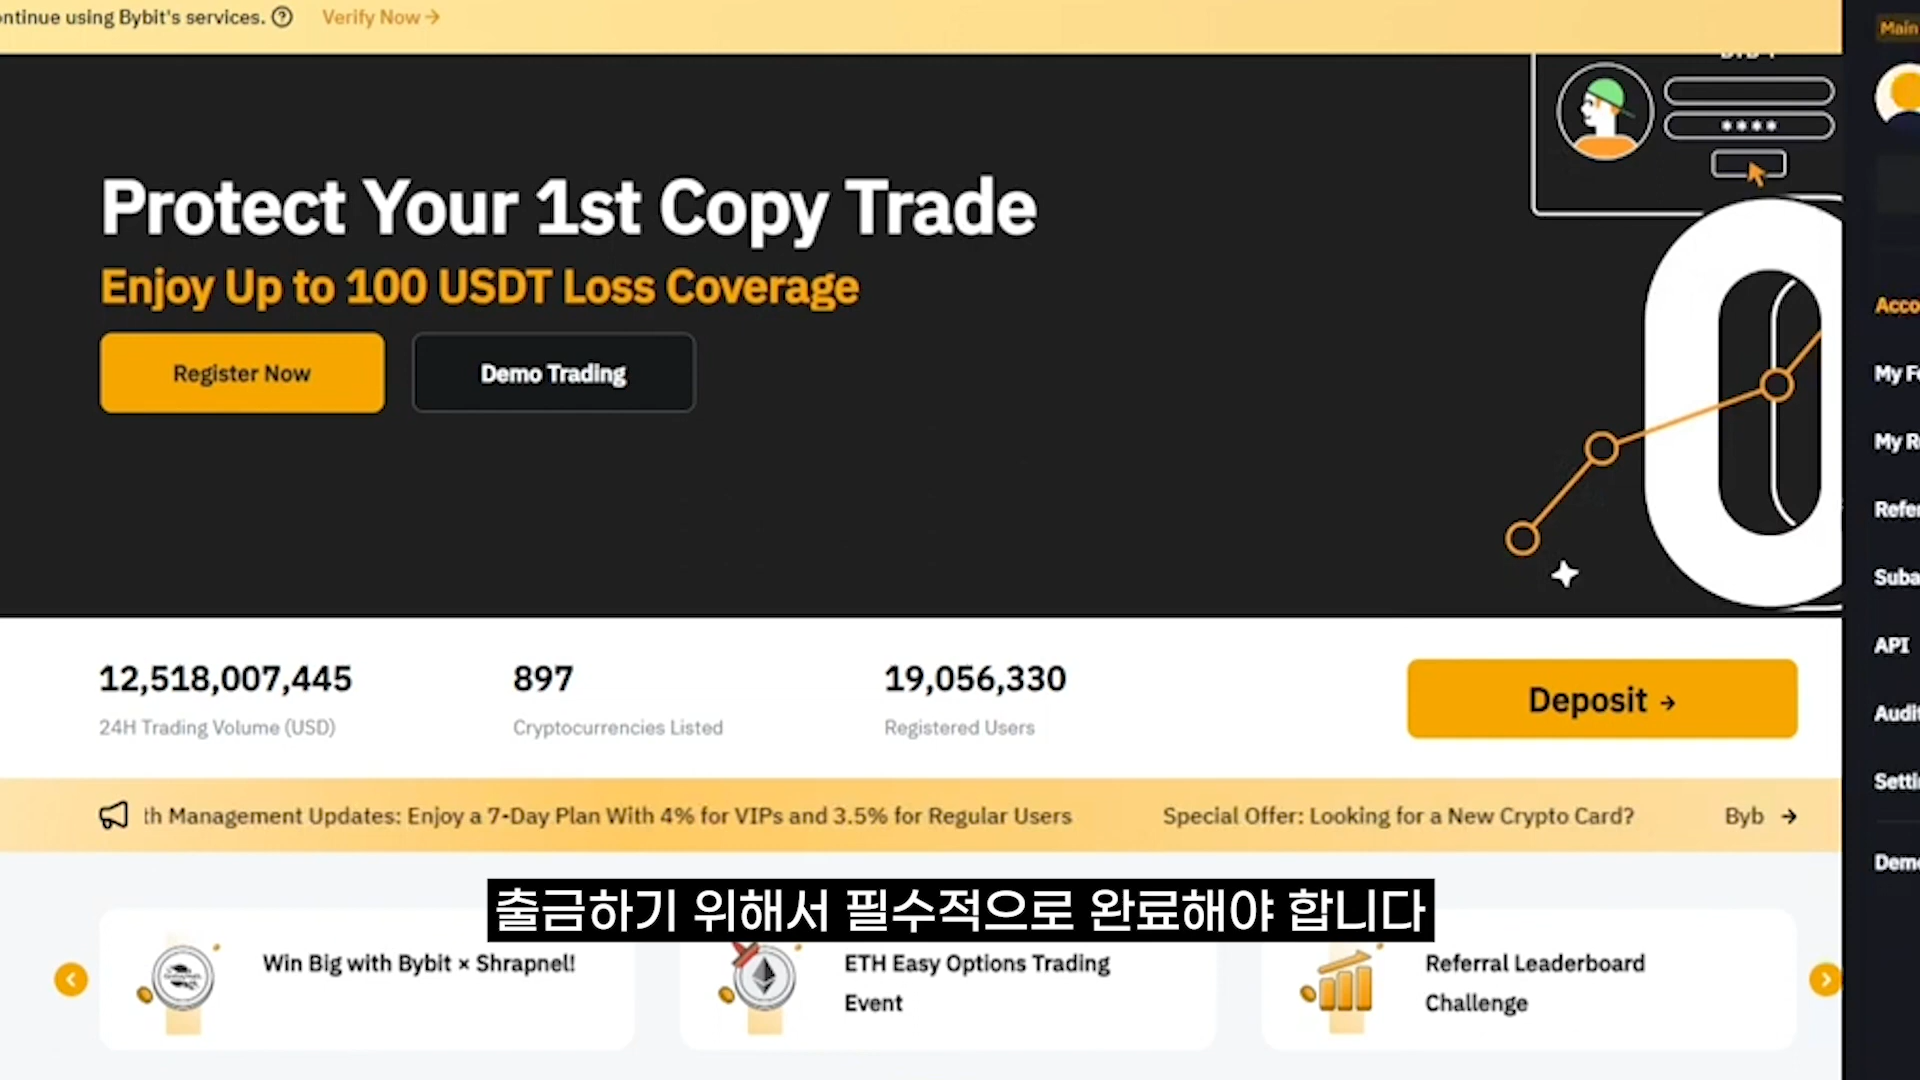 ontinue using Bybit's services. Verify Now →
Main
Protect Your 1st Copy Trade
Enjoy Up to 100 USDT Loss Coverage
Register Now
Demo Trading
****
Acco
My F
My R
Refer
Suba
API
Audit
Settin
Demo
12,518,007,445
24H Trading Volume (USD)
897
Cryptocurrencies Listed
19,056,330
Registered Users
Deposit →
th Management Updates: Enjoy a 7-Day Plan With 4% for VIPs and 3.5% for Regular Users
Special Offer: Looking for a New Crypto Card?
Byb →
출금하기 위해서 필수적으로 완료해야 합니다
Win Big with Bybit × Shrapnel!
ETH Easy Options Trading
Event
Referral Leaderboard
Challenge